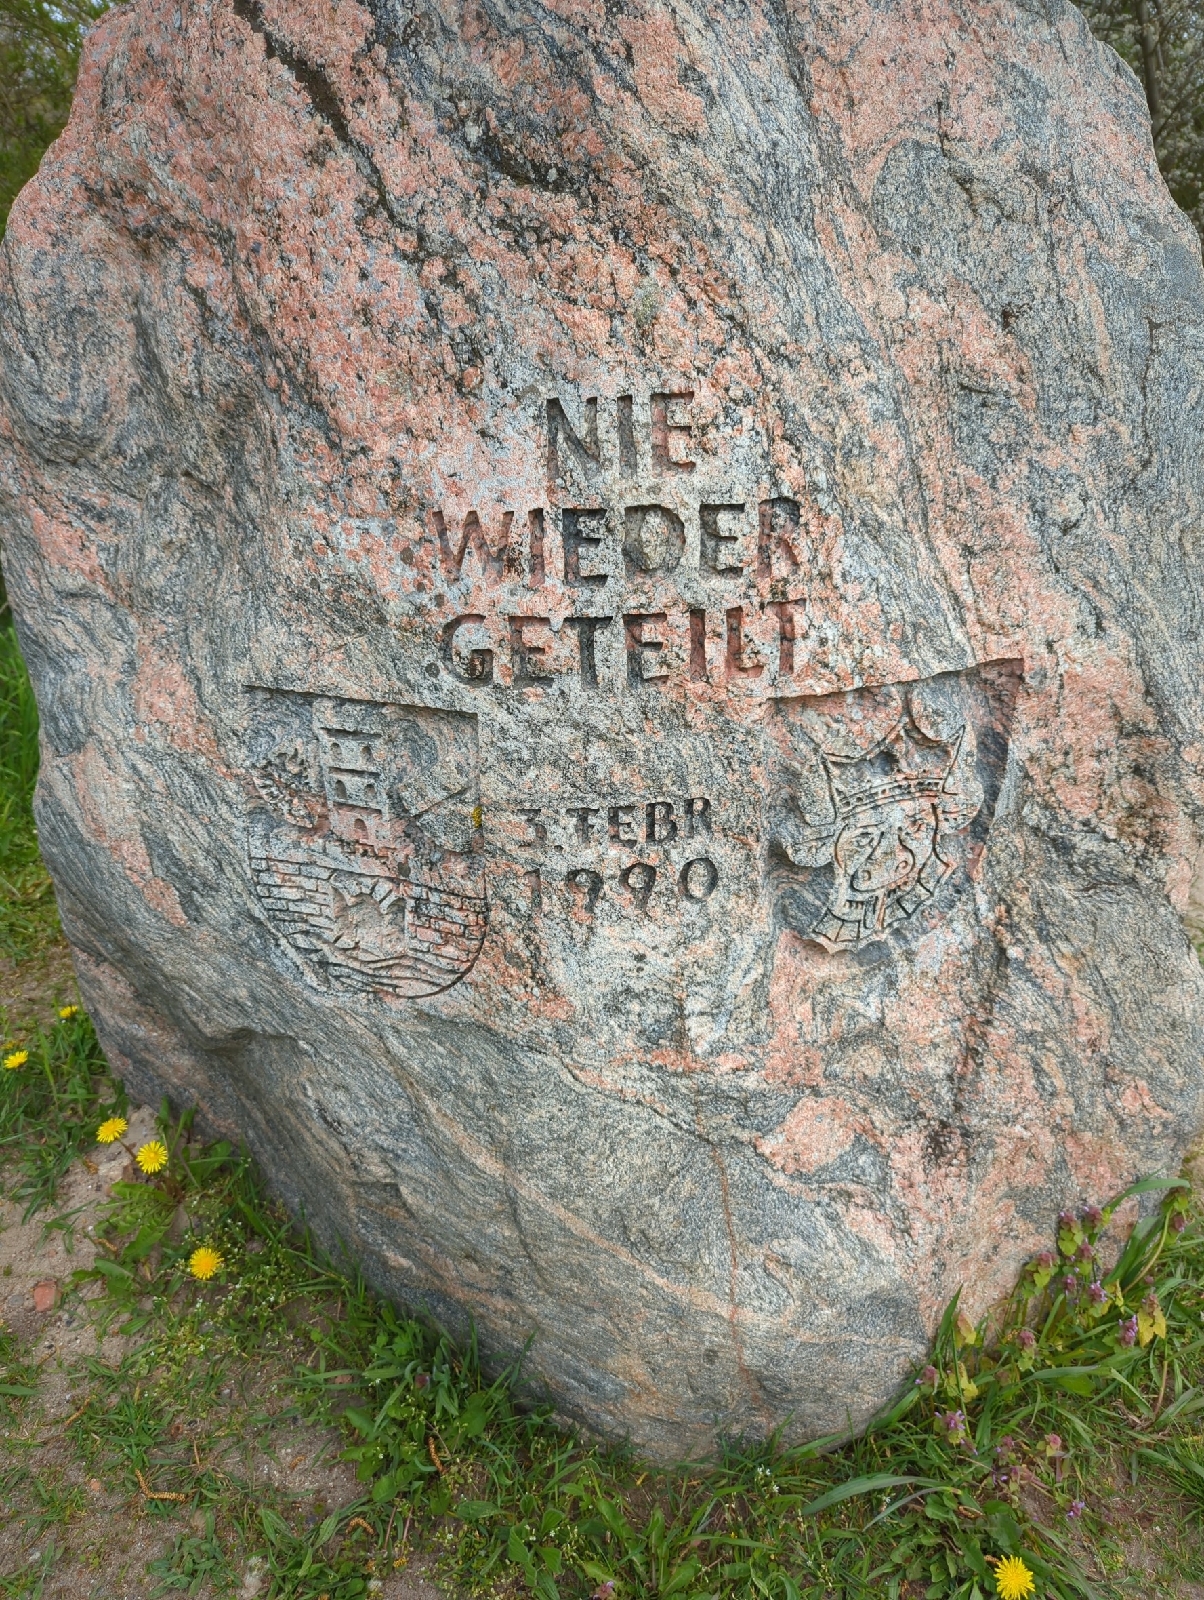 NIE
WIEDER
GETEILT
3.FEBR
1990